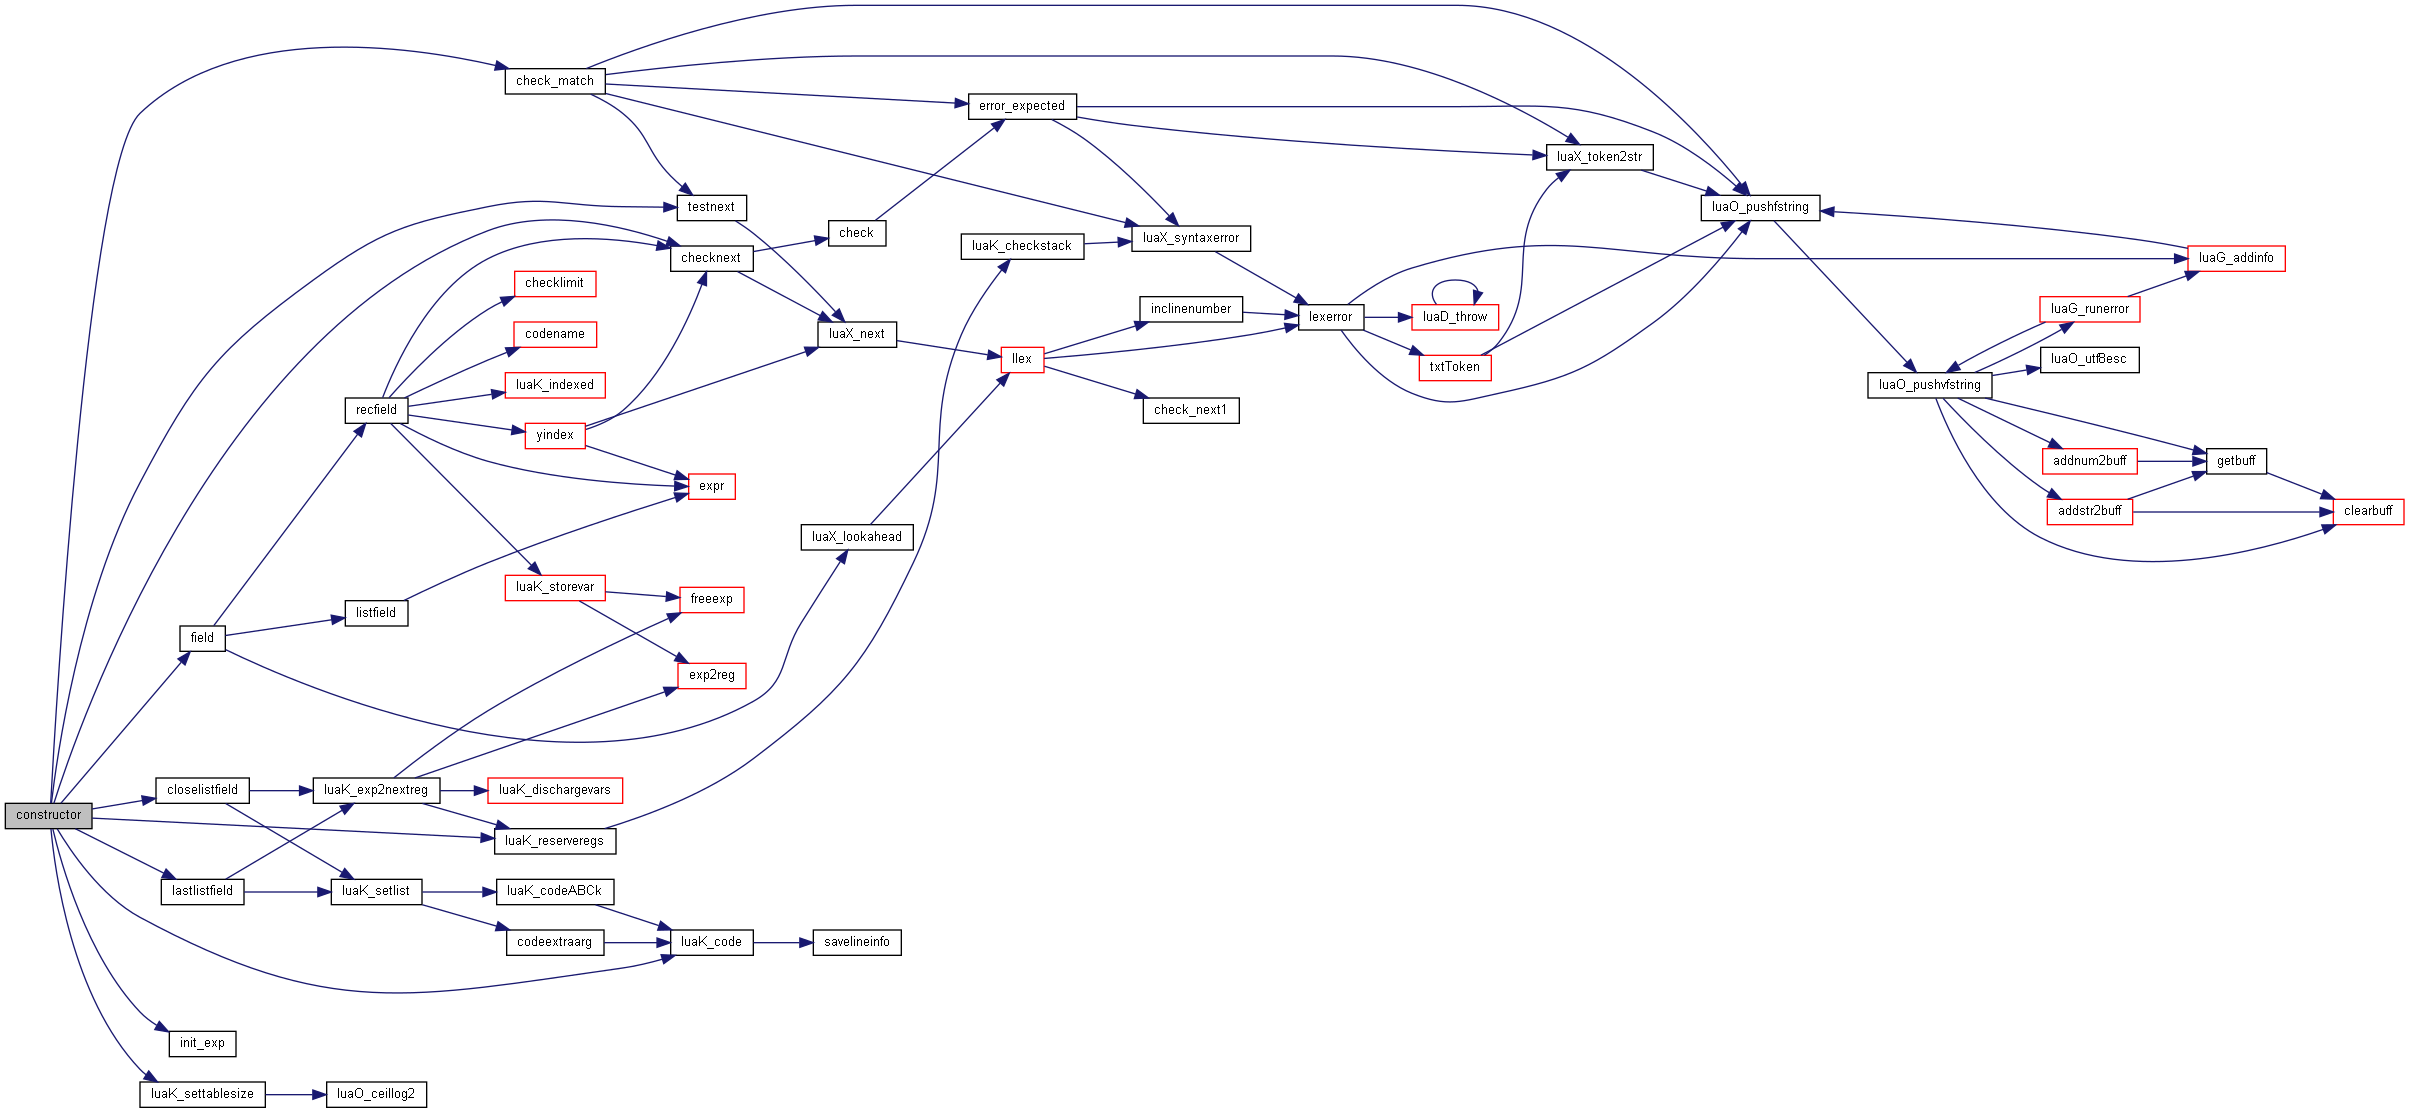 check_match
error_expected
luaX_token2str
testnext
luaO_pushfstring
check
luaX_syntaxerror
luaK_checkstack
checknext
luaG_addinfo
checklimit
inclinenumber
luaG_runerror
lexerror
luaD_throw
codename
luaX_next
llex
luaO_utf8esc
txtToken
luaK_indexed
luaO_pushvfstring
recfield
check_next1
yindex
addnum2buff
getbuff
expr
addstr2buff
clearbuff
luaX_lookahead
luaK_storevar
freeexp
listfield
field
exp2reg
closelistfield
luaK_exp2nextreg
luaK_dischargevars
constructor
luaK_reserveregs
lastlistfield
luaK_setlist
luaK_codeABCk
codeextraarg
luaK_code
savelineinfo
init_exp
luaK_settablesize
luaO_ceillog2